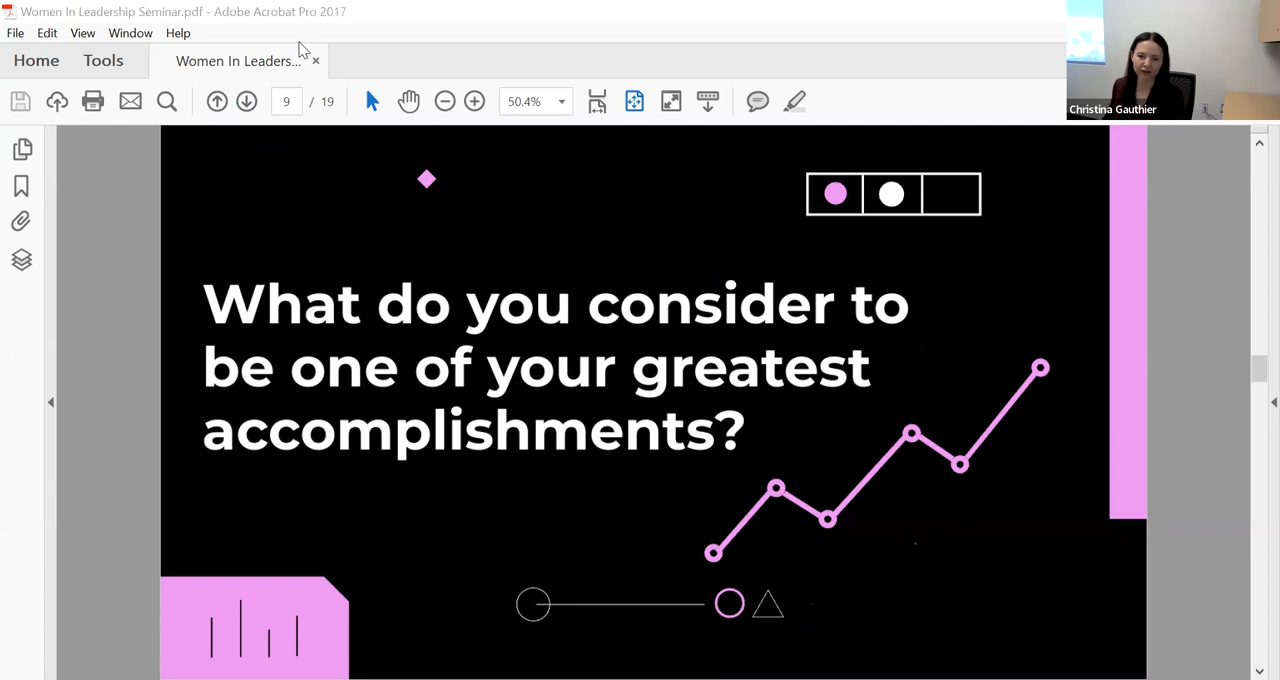 Women In Leadership Seminar.pdf - Adobe Acrobat Pro 2017
File Edit View Window Help
Home Tools Women In Leaders... ×
9 / 19 50.4%
Christina Gauthier
What do you consider to
be one of your greatest
accomplishments?